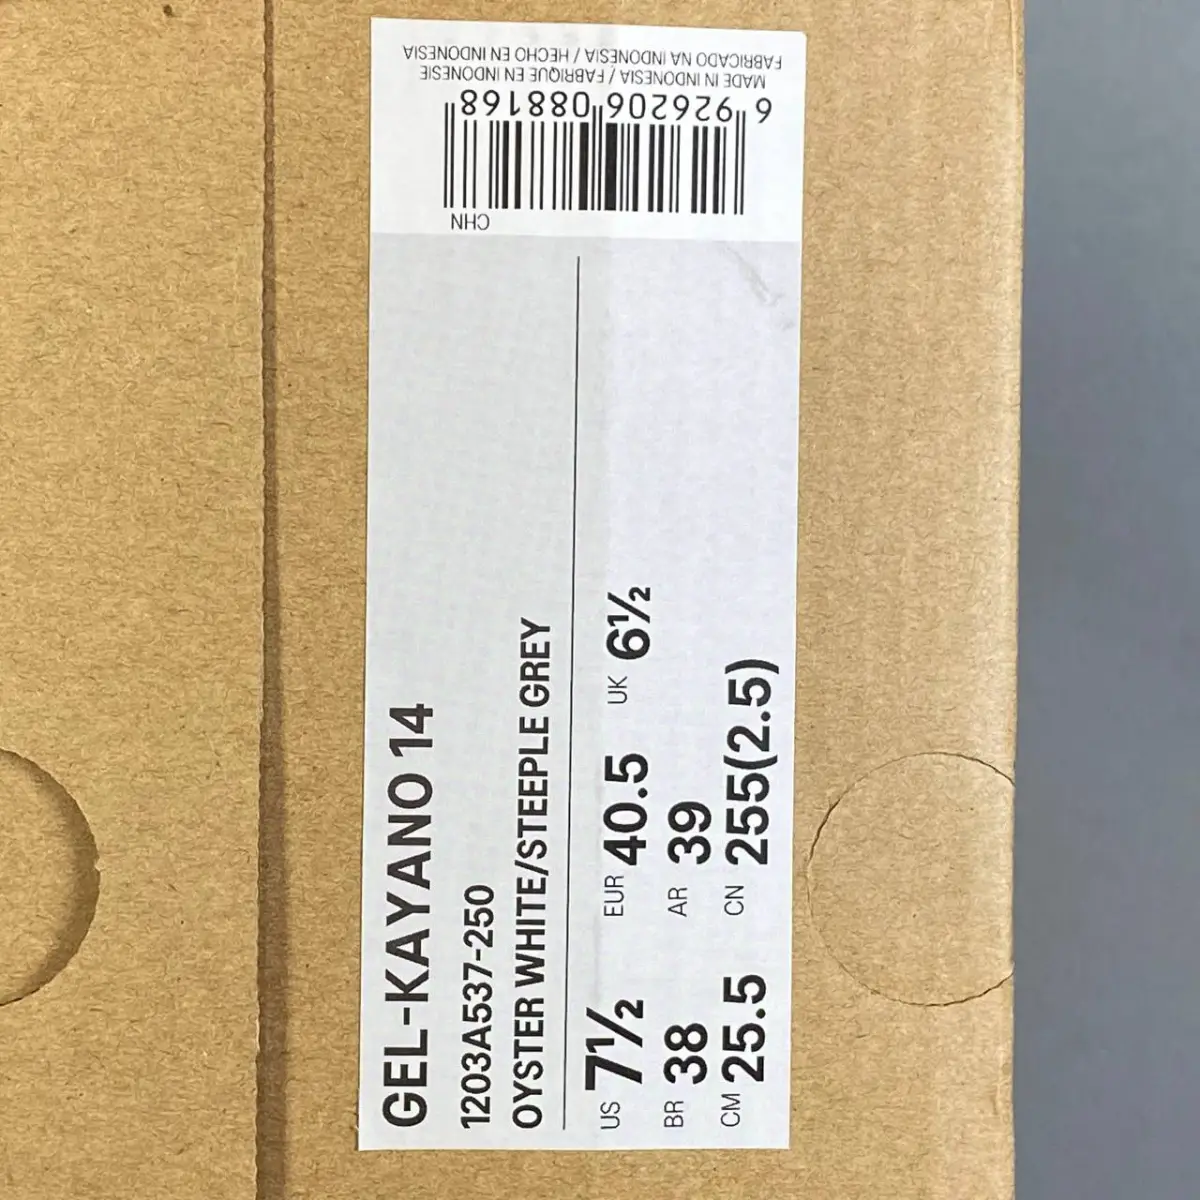 GEL-KAYANO 14
1203A537-250
OYSTER WHITE/STEEPLE GREY
US 7½ EUR 40.5 UK 6½
BR 38 AR 39
CM 25.5 CN 255(2.5)
CHN
6 926206 088168
MADE IN INDONESIA / FABRIQUE EN INDONESIE
FABRICADO NA INDONESIA / HECHO EN INDONESIA